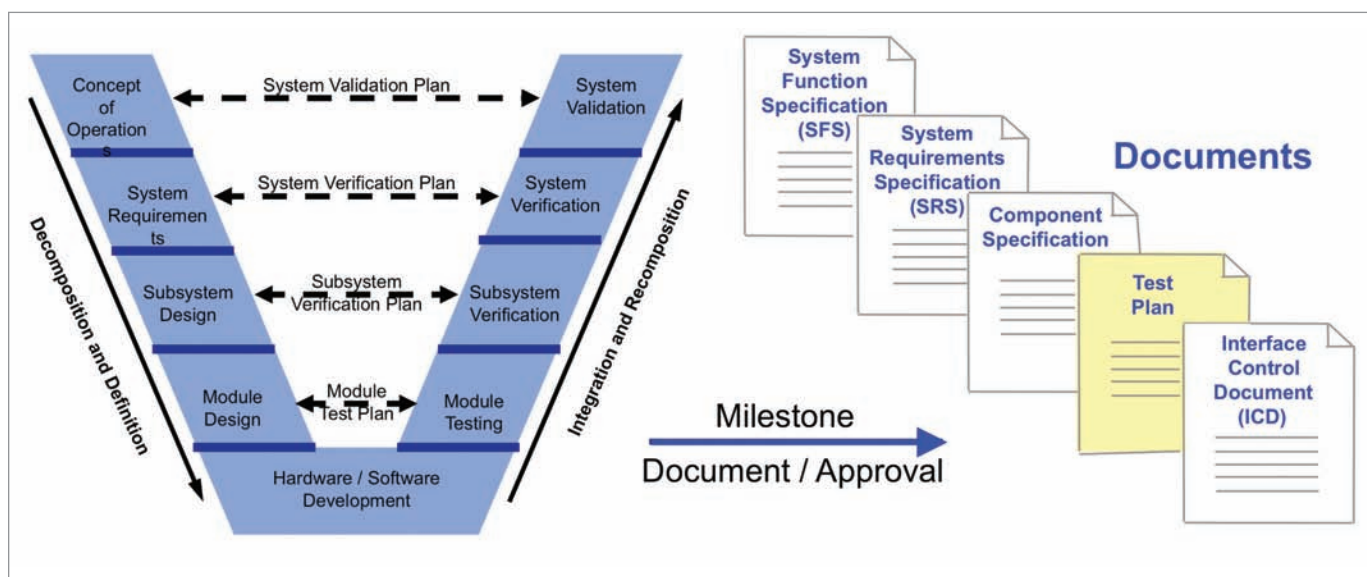 Concept
of
Operation
s
System Validation Plan
System
Validation
System
Requiremen
ts
System Verification Plan
System
Verification
Subsystem
Design
Subsystem
Verification Plan
Subsystem
Verification
Module
Design
Module
Test Plan
Module
Testing
Hardware / Software
Development
Decomposition and Definition
Integration and Recomposition
Milestone
Document / Approval
Documents
System
Function
Specification
(SFS)
System
Requirements
Specification
(SRS)
Component
Specification
Test
Plan
Interface
Control
Document
(ICD)